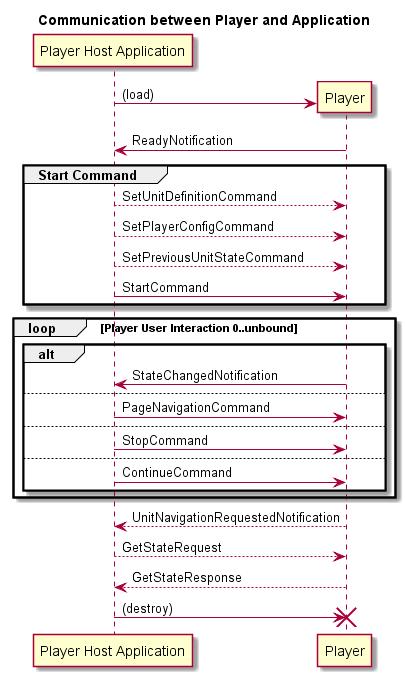 Communication between Player and Application
Player Host Application
(load)
Player
ReadyNotification
Start Command
SetUnitDefinitionCommand
SetPlayerConfigCommand
SetPreviousUnitStateCommand
StartCommand
loop [Player User Interaction 0..unbound]
alt
StateChangedNotification
PageNavigationCommand
StopCommand
ContinueCommand
UnitNavigationRequestedNotification
GetStateRequest
GetStateResponse
(destroy)
Player Host Application Player